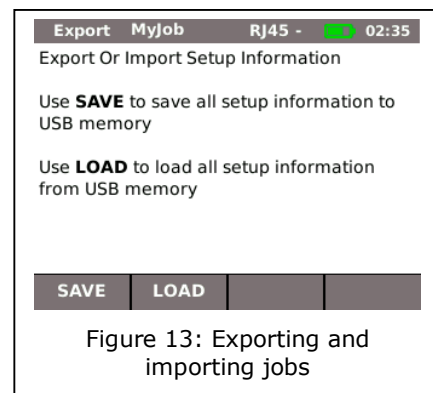 Export MyJob RJ45 - 02:35
Export Or Import Setup Information
Use SAVE to save all setup information to
USB memory
Use LOAD to load all setup information
from USB memory
SAVE LOAD
Figure 13: Exporting and
importing jobs